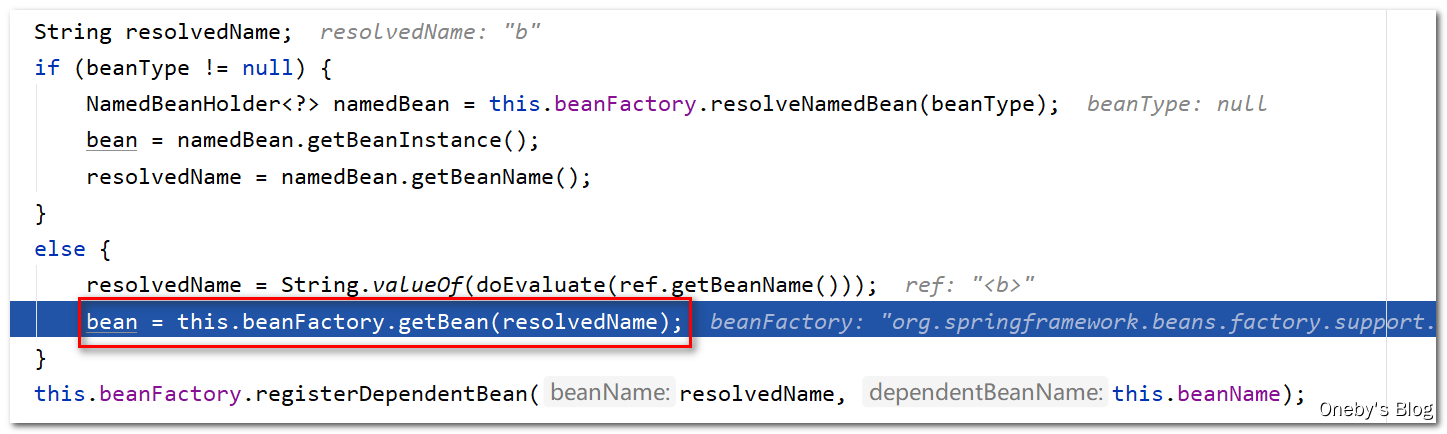 String resolvedName;  resolvedName: "b"
if (beanType != null) {
    NamedBeanHolder<?> namedBean = this.beanFactory.resolveNamedBean(beanType);  beanType: null
    bean = namedBean.getBeanInstance();
    resolvedName = namedBean.getBeanName();
}
else {
    resolvedName = String.valueOf(doEvaluate(ref.getBeanName()));  ref: "<b>"
    bean = this.beanFactory.getBean(resolvedName);  beanFactory: "org.springframework.beans.factory.support.
}
this.beanFactory.registerDependentBean( beanName: resolvedName, dependentBeanName: this.beanName);
Oneby's Blog